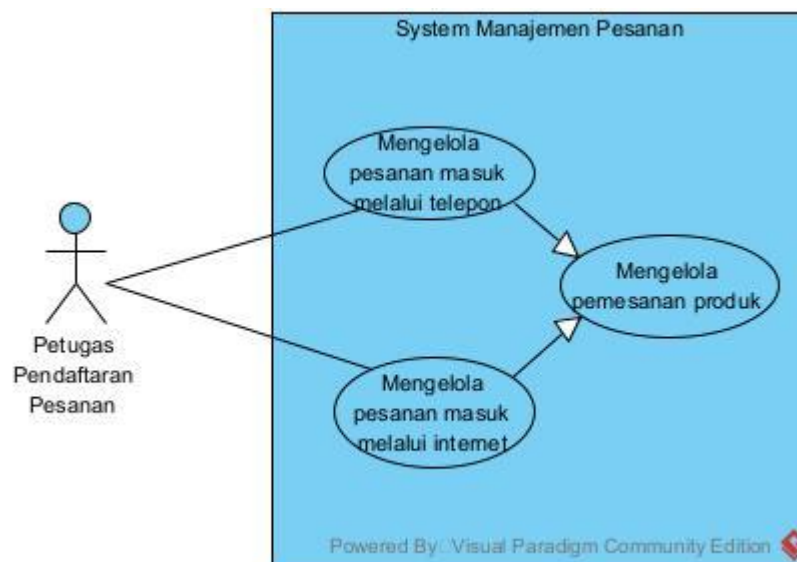 System Manajemen Pesanan
Mengelola
pesanan masuk
melalui telepon
Mengelola
pemesanan produk
Petugas
Pendaftaran
Pesanan
Mengelola
pesanan masuk
melalui internet
Powered By Visual Paradigm Community Edition